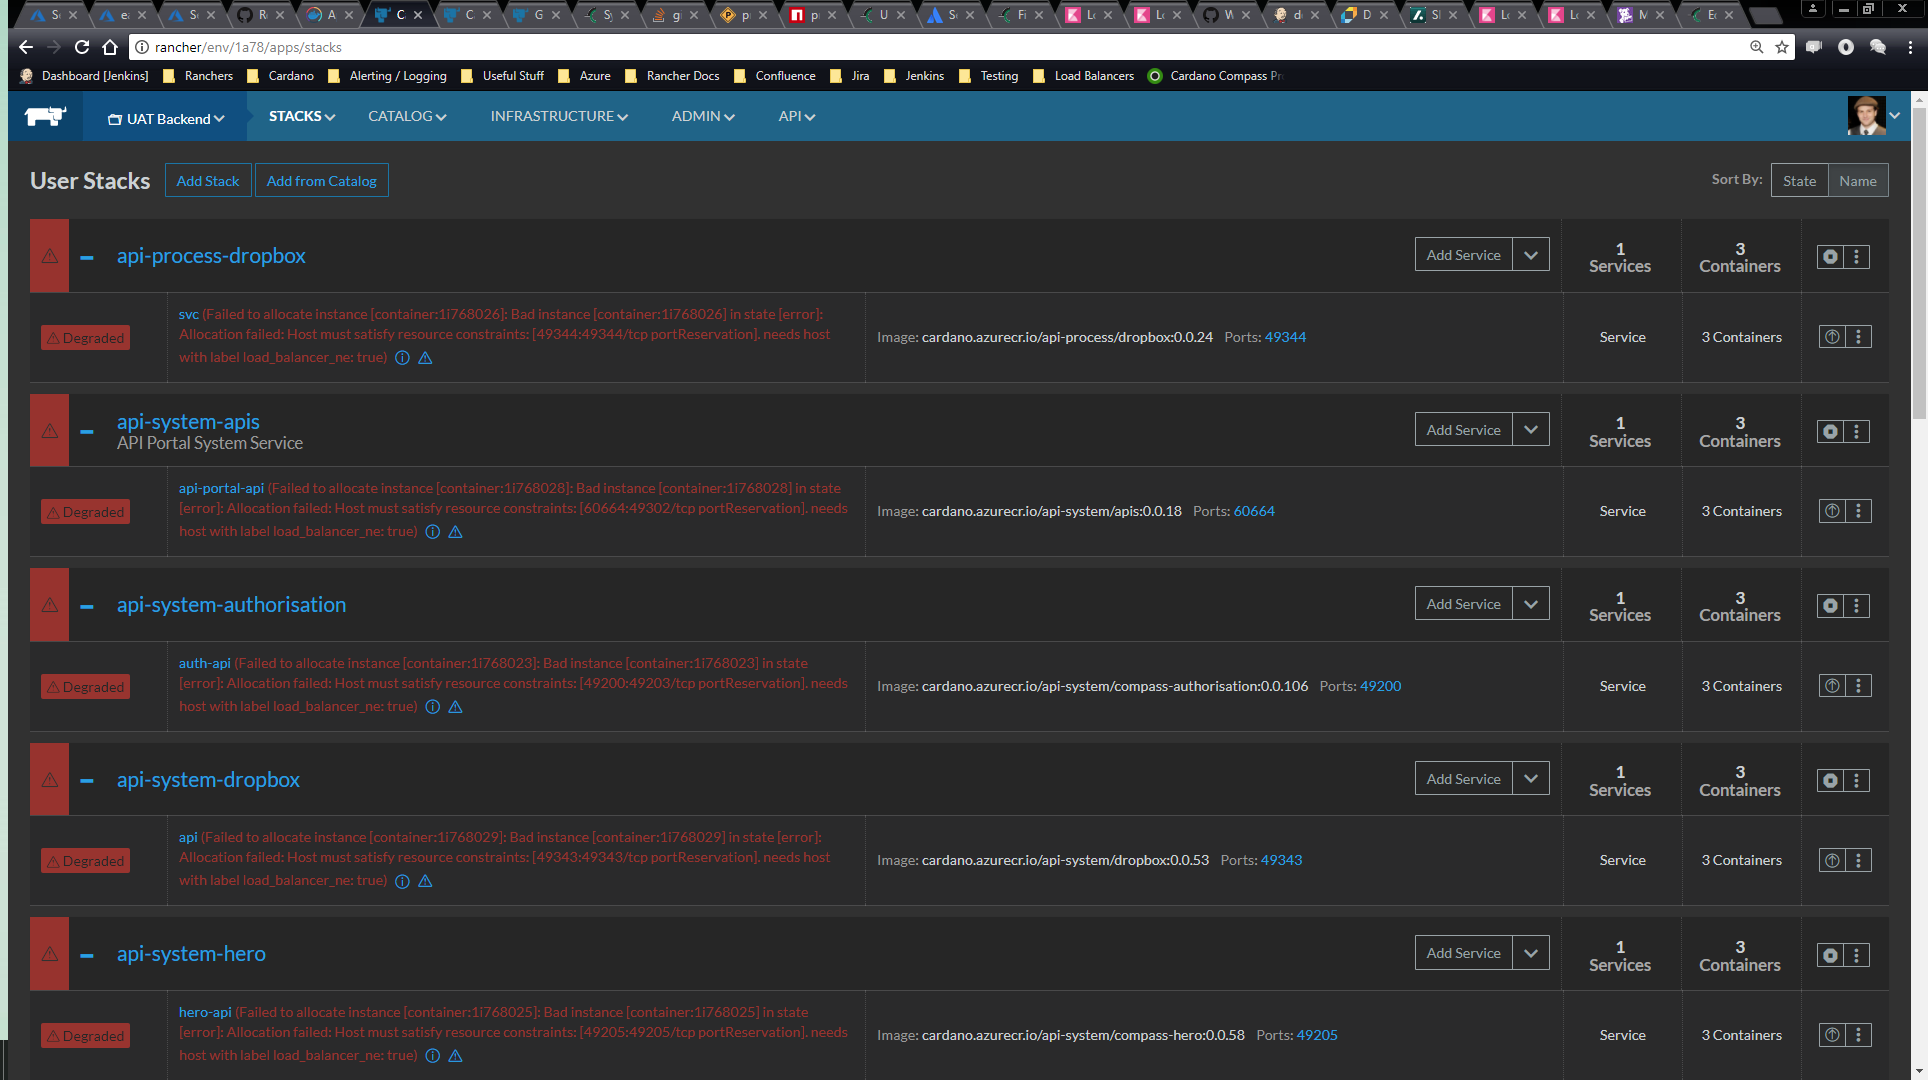 rancher/env/1a78/apps/stacks
Dashboard [Jenkins] Ranchers Cardano Alerting / Logging Useful Stuff Azure Rancher Docs Confluence Jira Jenkins Testing Load Balancers Cardano Compass Pr
UAT Backend STACKS CATALOG INFRASTRUCTURE ADMIN API
User Stacks Add Stack Add from Catalog Sort By: State Name
api-process-dropbox Add Service 1 Services 3 Containers
Degraded
svc (Failed to allocate instance [container:1i768026]: Bad instance [container:1i768026] in state [error]:
Allocation failed: Host must satisfy resource constraints: [49344:49344/tcp portReservation]. needs host
with label load_balancer_ne: true)
Image: cardano.azurecr.io/api-process/dropbox:0.0.24 Ports: 49344
Service
3 Containers
api-system-apis Add Service 1 Services 3 Containers
API Portal System Service
Degraded
api-portal-api (Failed to allocate instance [container:1i768028]: Bad instance [container:1i768028] in state
[error]: Allocation failed: Host must satisfy resource constraints: [60664:49302/tcp portReservation]. needs
host with label load_balancer_ne: true)
Image: cardano.azurecr.io/api-system/apis:0.0.18 Ports: 60664
Service
3 Containers
api-system-authorisation Add Service 1 Services 3 Containers
Degraded
auth-api (Failed to allocate instance [container:1i768023]: Bad instance [container:1i768023] in state
[error]: Allocation failed: Host must satisfy resource constraints: [49200:49203/tcp portReservation]. needs
host with label load_balancer_ne: true)
Image: cardano.azurecr.io/api-system/compass-authorisation:0.0.106 Ports: 49200
Service
3 Containers
api-system-dropbox Add Service 1 Services 3 Containers
Degraded
api (Failed to allocate instance [container:1i768029]: Bad instance [container:1i768029] in state [error]:
Allocation failed: Host must satisfy resource constraints: [49343:49343/tcp portReservation]. needs host
with label load_balancer_ne: true)
Image: cardano.azurecr.io/api-system/dropbox:0.0.53 Ports: 49343
Service
3 Containers
api-system-hero Add Service 1 Services 3 Containers
Degraded
hero-api (Failed to allocate instance [container:1i768025]: Bad instance [container:1i768025] in state
[error]: Allocation failed: Host must satisfy resource constraints: [49205:49205/tcp portReservation]. needs
host with label load_balancer_ne: true)
Image: cardano.azurecr.io/api-system/compass-hero:0.0.58 Ports: 49205
Service
3 Containers